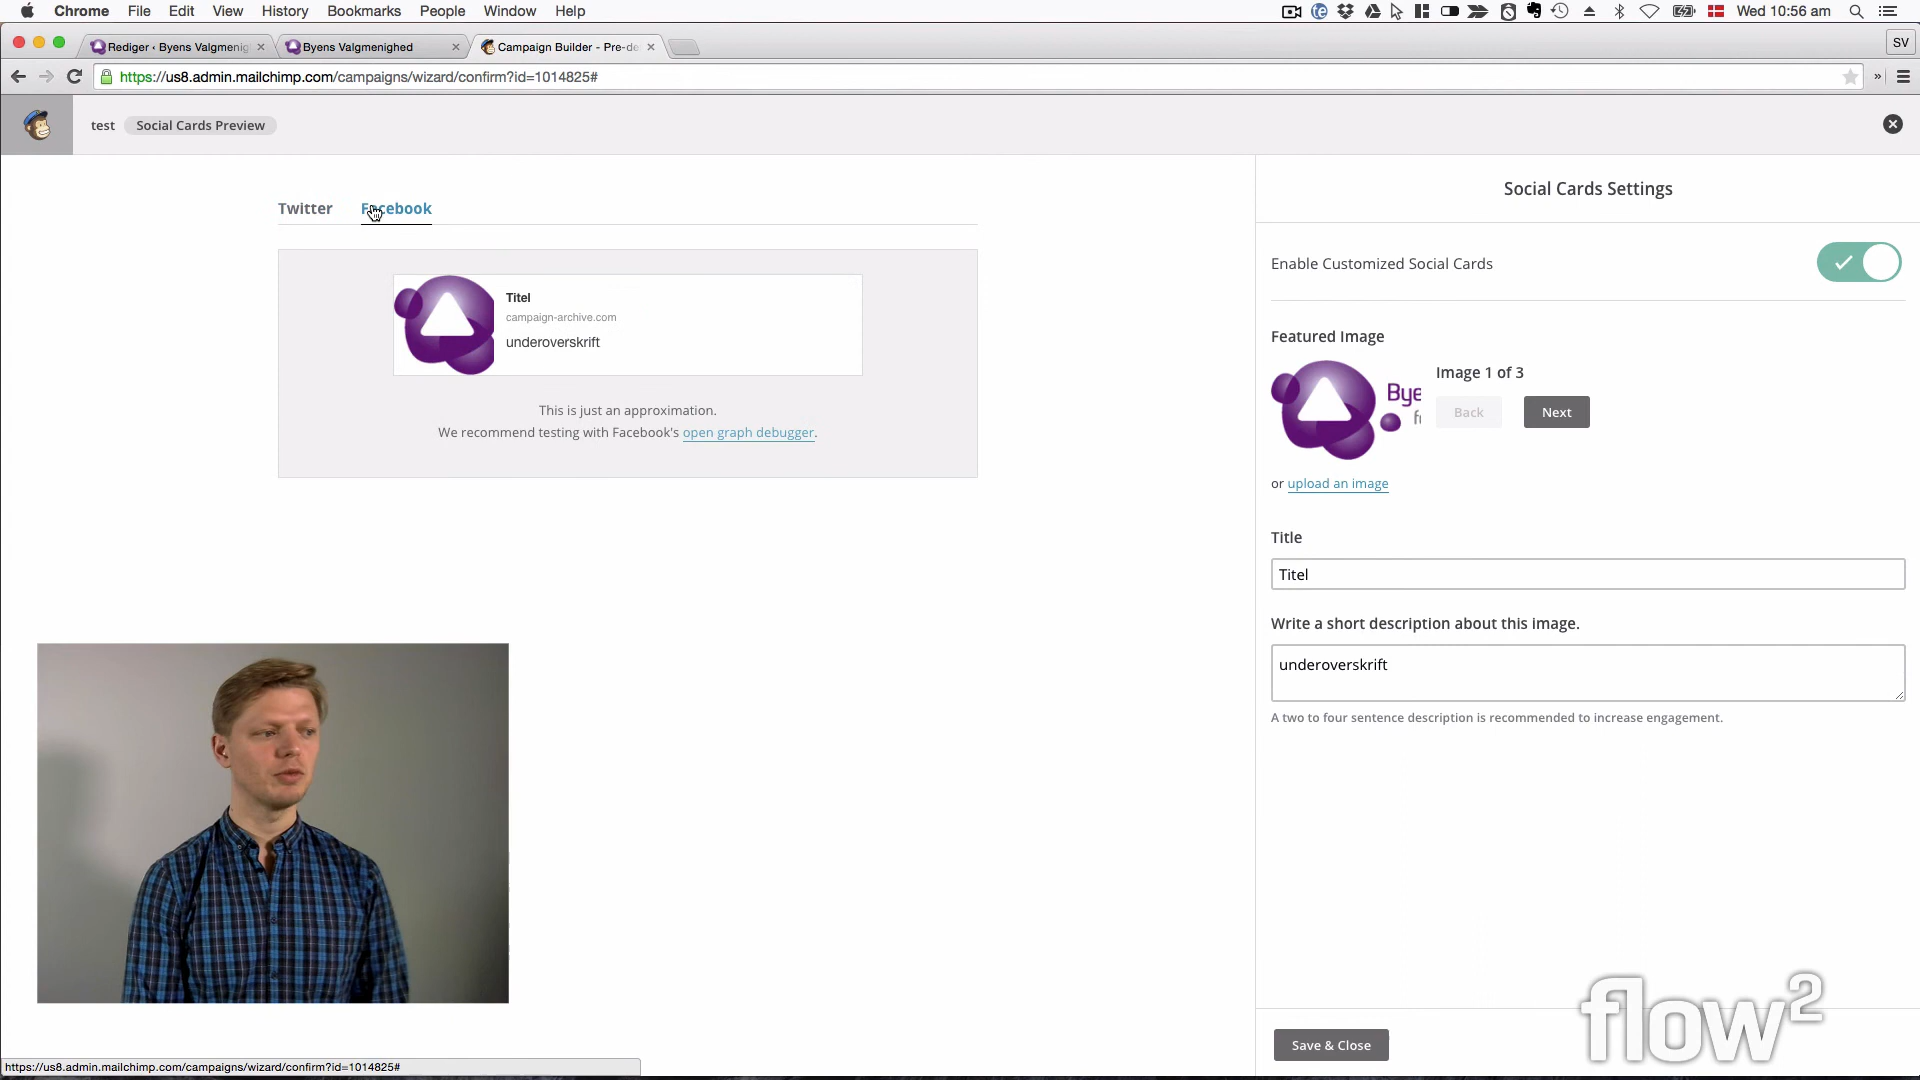 Chrome File Edit View History Bookmarks People Window Help
Wed 10:56 am
Rediger ‹ Byens Valgmenig
Byens Valgmenighed
Campaign Builder - Pre-de
SV
https://us8.admin.mailchimp.com/campaigns/wizard/confirm?id=1014825#
test
Social Cards Preview
Social Cards Settings
Twitter
Facebook
Titel
campaign-archive.com
underoverskrift
This is just an approximation.
We recommend testing with Facebook's open graph debugger.
Enable Customized Social Cards
Featured Image
Bye
Image 1 of 3
Back
Next
or upload an image
Title
Titel
Write a short description about this image.
underoverskrift
A two to four sentence description is recommended to increase engagement.
flow2
Save & Close
https://us8.admin.mailchimp.com/campaigns/wizard/confirm?id=1014825#